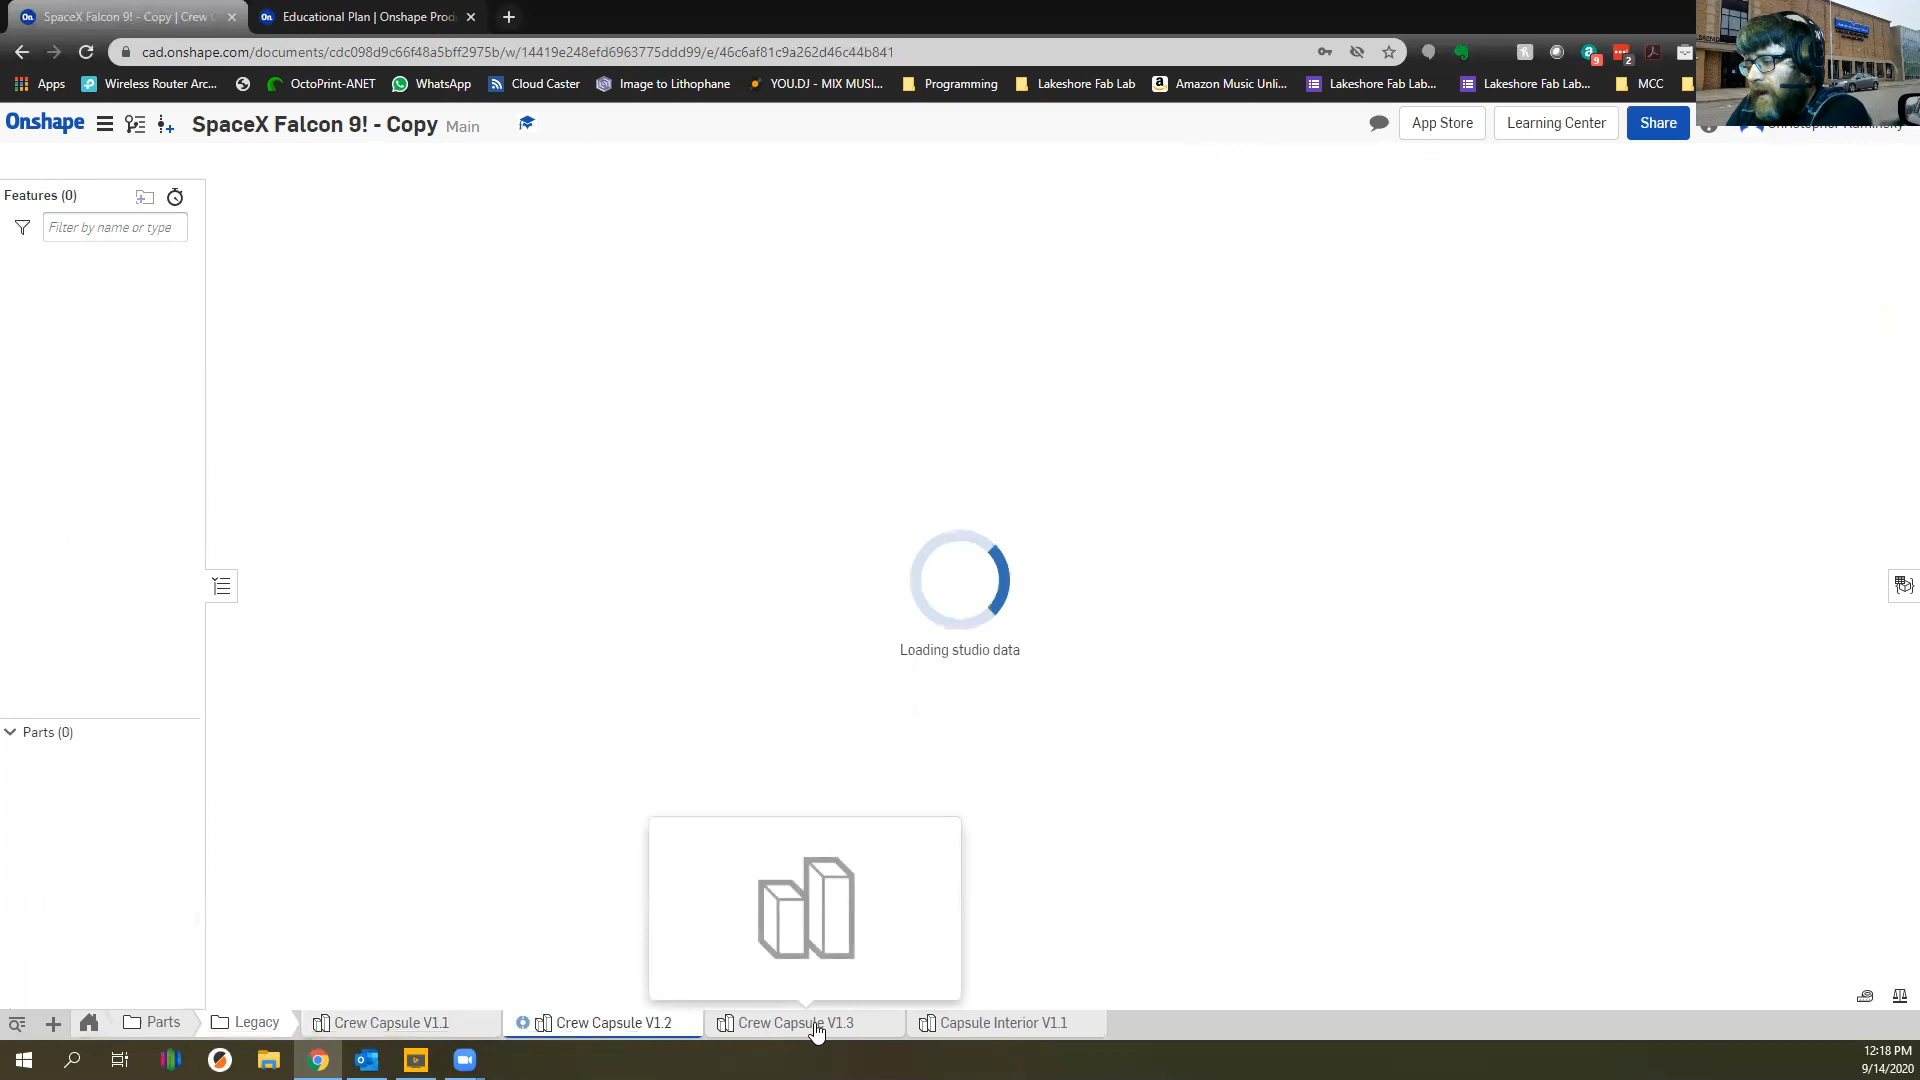 SpaceX Falcon 9! - Copy | Crew C
Educational Plan | Onshape Prod
cad.onshape.com/documents/cdc098d9c66f48a5bff2975b/w/14419e248efd6963775ddd99/e/46c6af81c9a262d46c44b841
Apps Wireless Router Arc... OctoPrint-ANET WhatsApp Cloud Caster Image to Lithophane YOU.DJ - MIX MUSI... Programming Lakeshore Fab Lab Amazon Music Unli... Lakeshore Fab Lab... Lakeshore Fab Lab... MCC
Onshape SpaceX Falcon 9! - Copy Main App Store Learning Center Share
Features (0)
Filter by name or type
Loading studio data
Parts (0)
Parts Legacy Crew Capsule V1.1 Crew Capsule V1.2 Crew Capsule V1.3 Capsule Interior V1.1
12:18 PM
9/14/2020